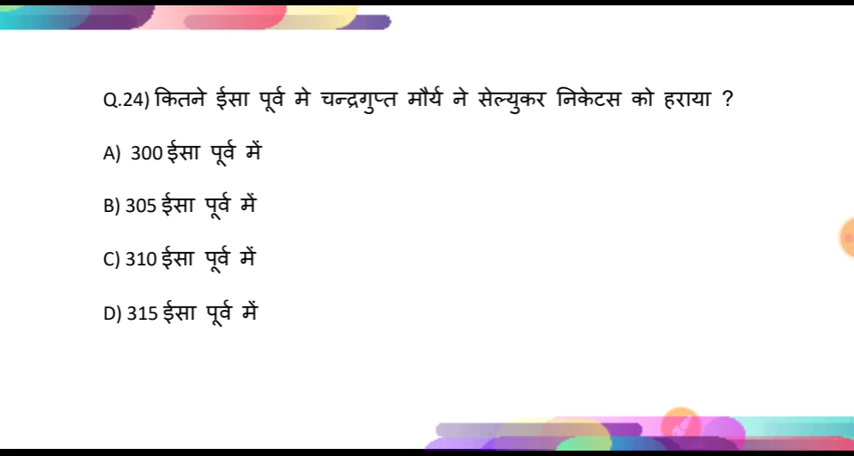 Q.24) कितने ईसा पूर्व मे चन्द्रगुप्त मौर्य ने सेल्युकर निकेटस को हराया ?
A) 300 ईसा पूर्व में
B) 305 ईसा पूर्व में
C) 310 ईसा पूर्व में
D) 315 ईसा पूर्व में